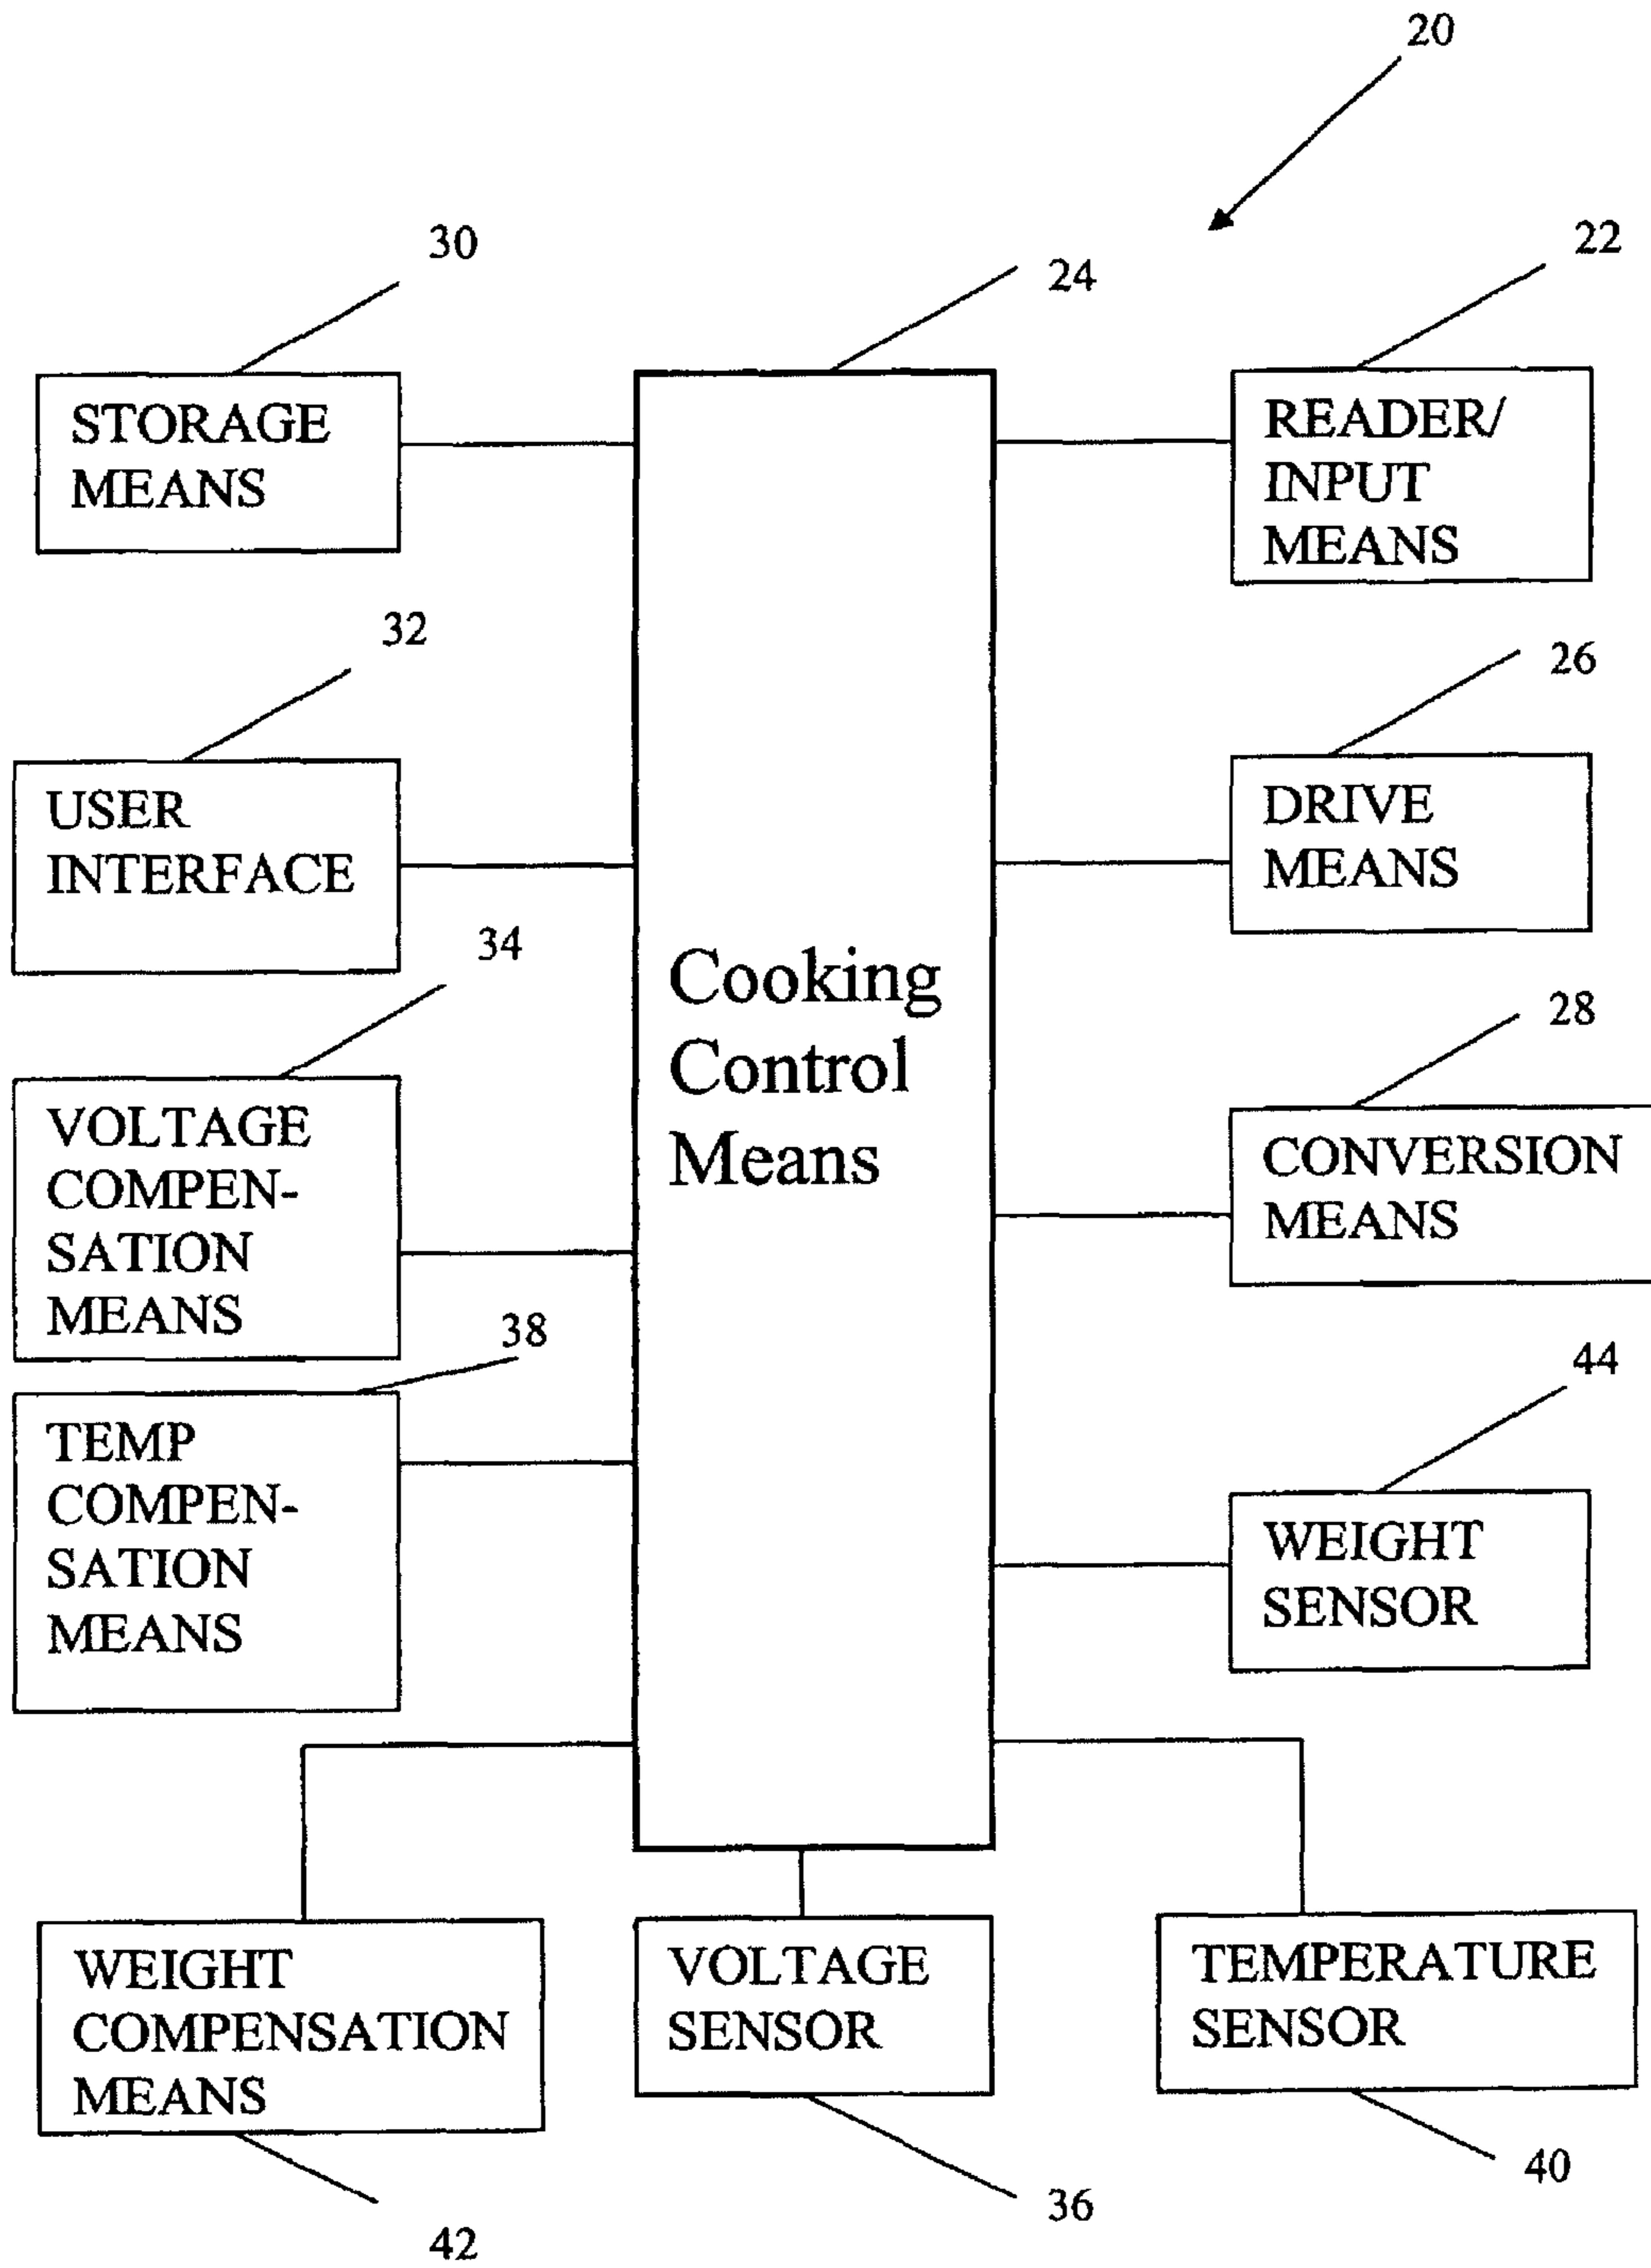 20
30
24
22
STORAGE
MEANS
READER/
INPUT
MEANS
32
26
USER
INTERFACE
DRIVE
MEANS
34
Cooking
Control
Means
28
VOLTAGE
COMPEN-
SATION
MEANS
CONVERSION
MEANS
38
44
TEMP
COMPEN-
SATION
MEANS
WEIGHT
SENSOR
WEIGHT
COMPENSATION
MEANS
VOLTAGE
SENSOR
TEMPERATURE
SENSOR
42
36
40